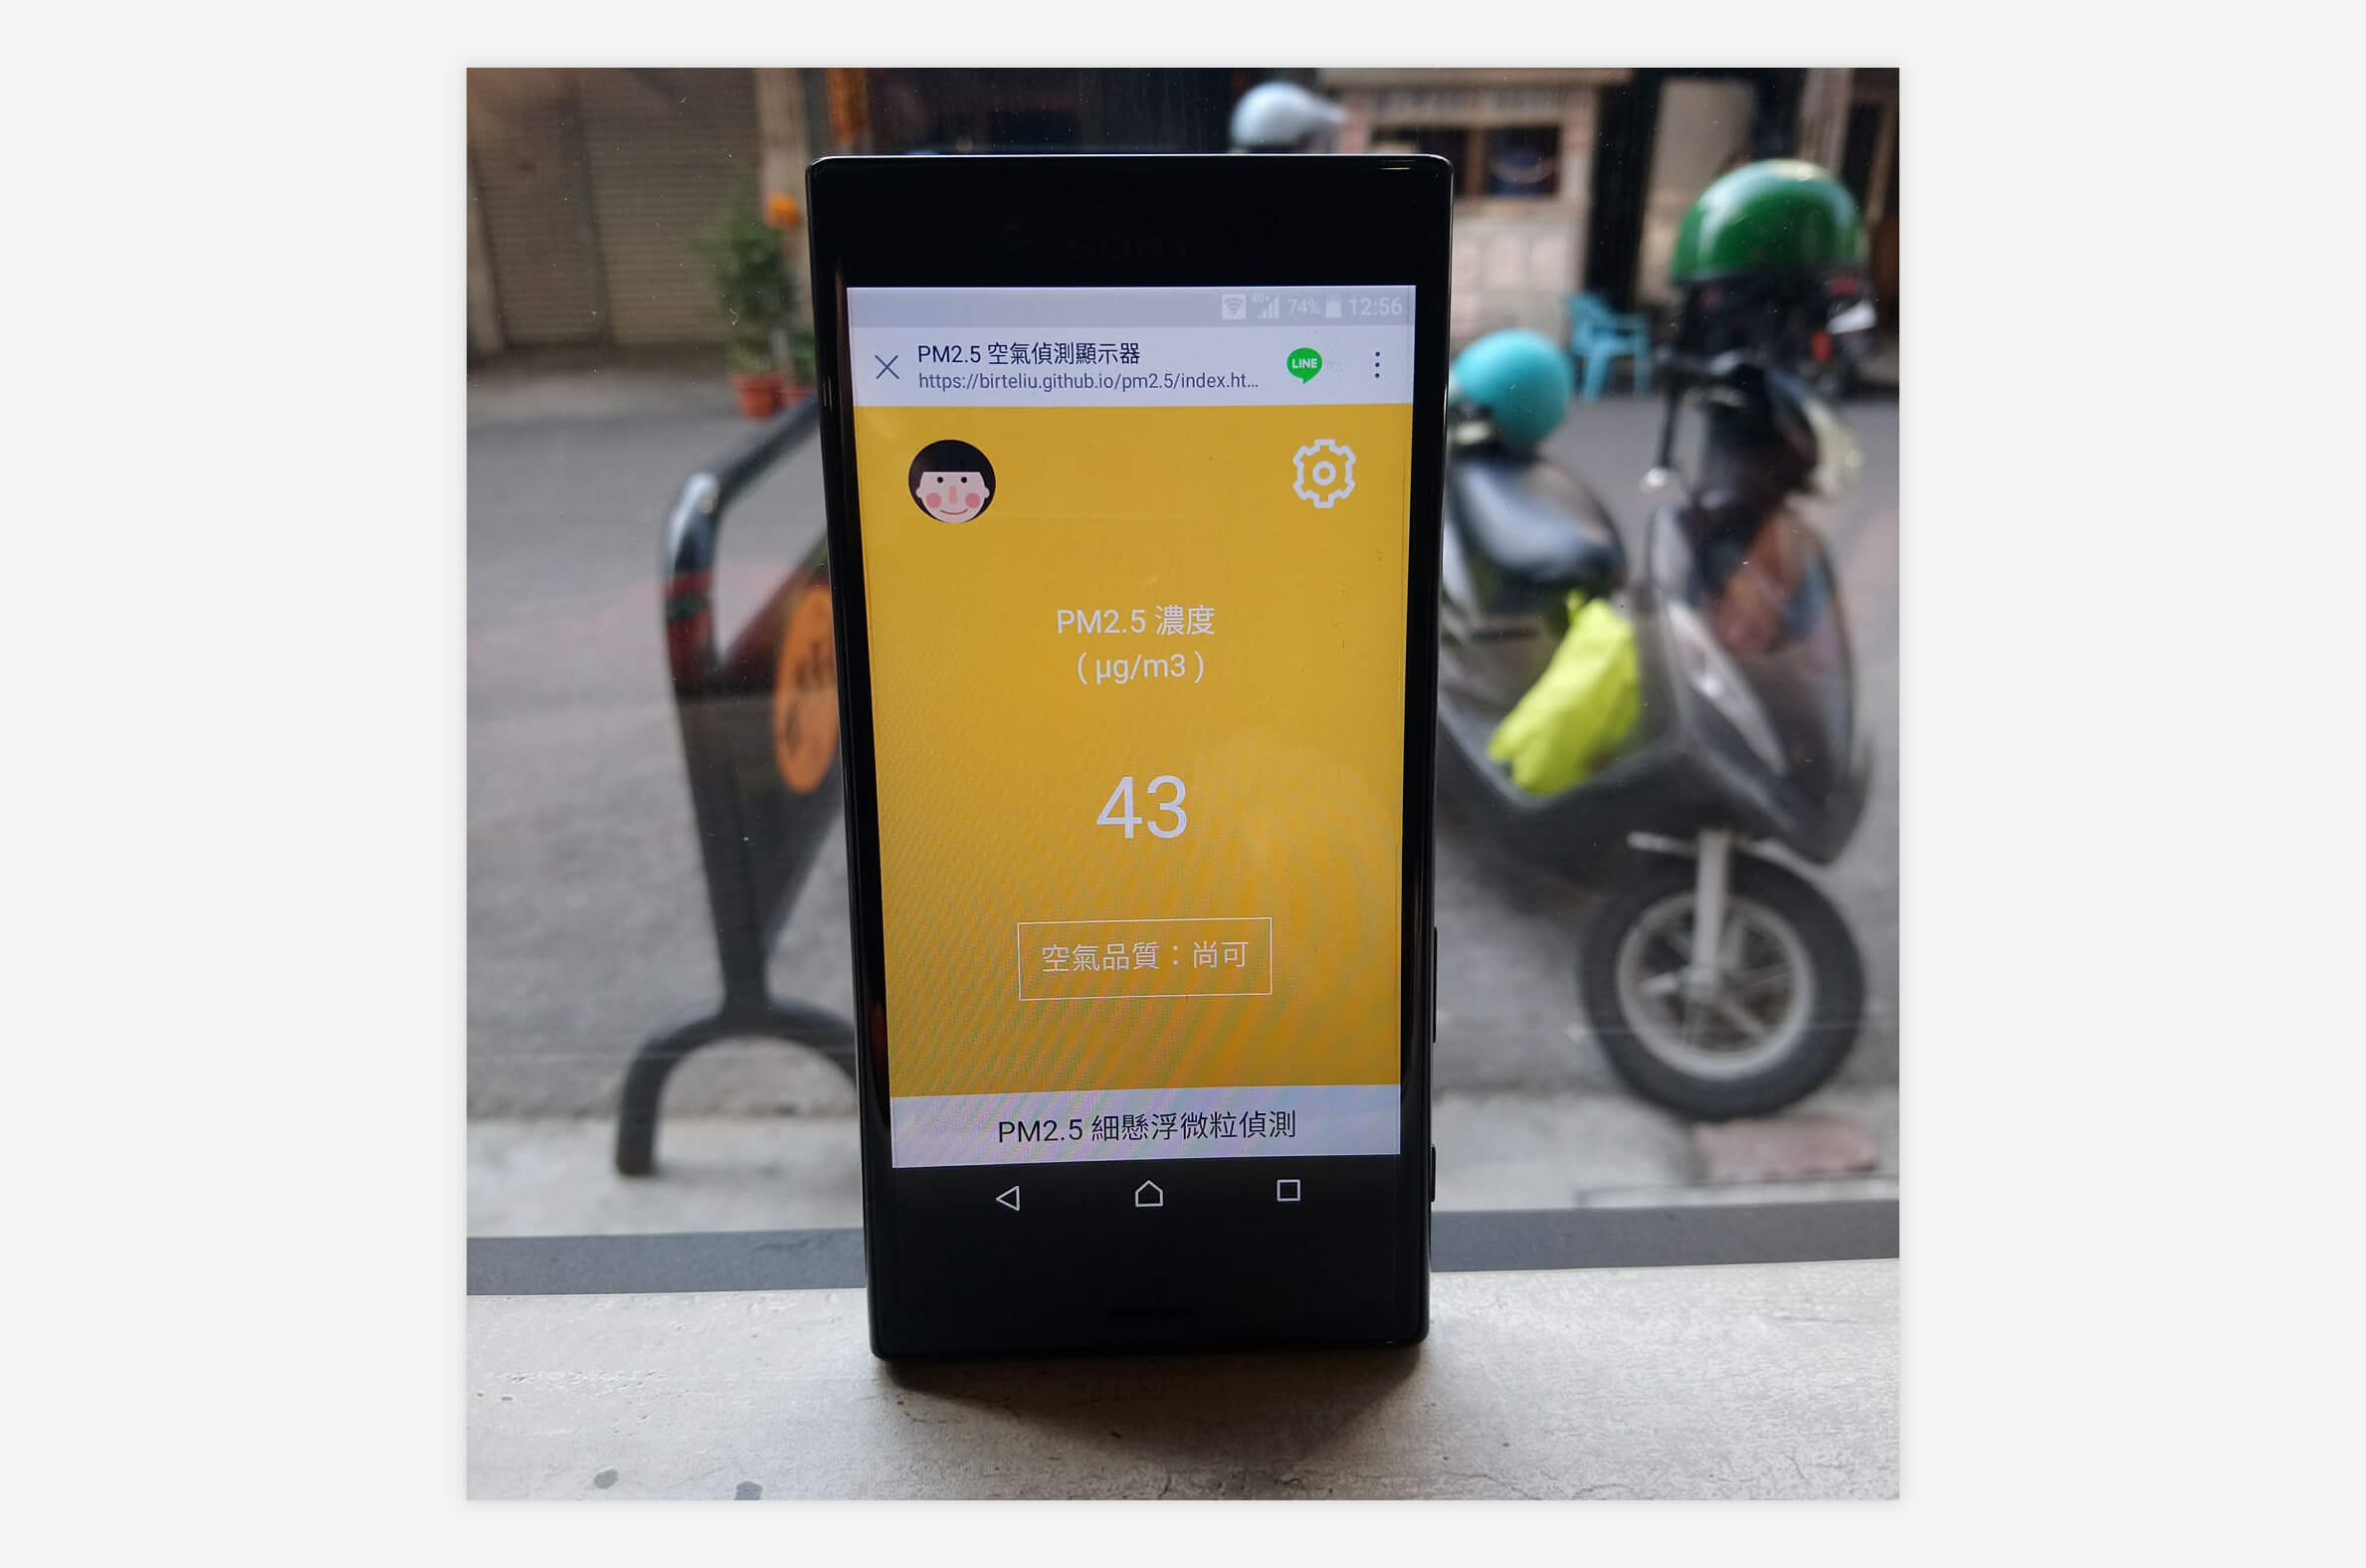 SONY
4G+ 74% 12:56
PM2.5 空氣偵測顯示器
https://birteliu.github.io/pm2.5/index.ht...
LINE
PM2.5 濃度
( μg/m3 )
43
空氣品質：尚可
PM2.5 細懸浮微粒偵測